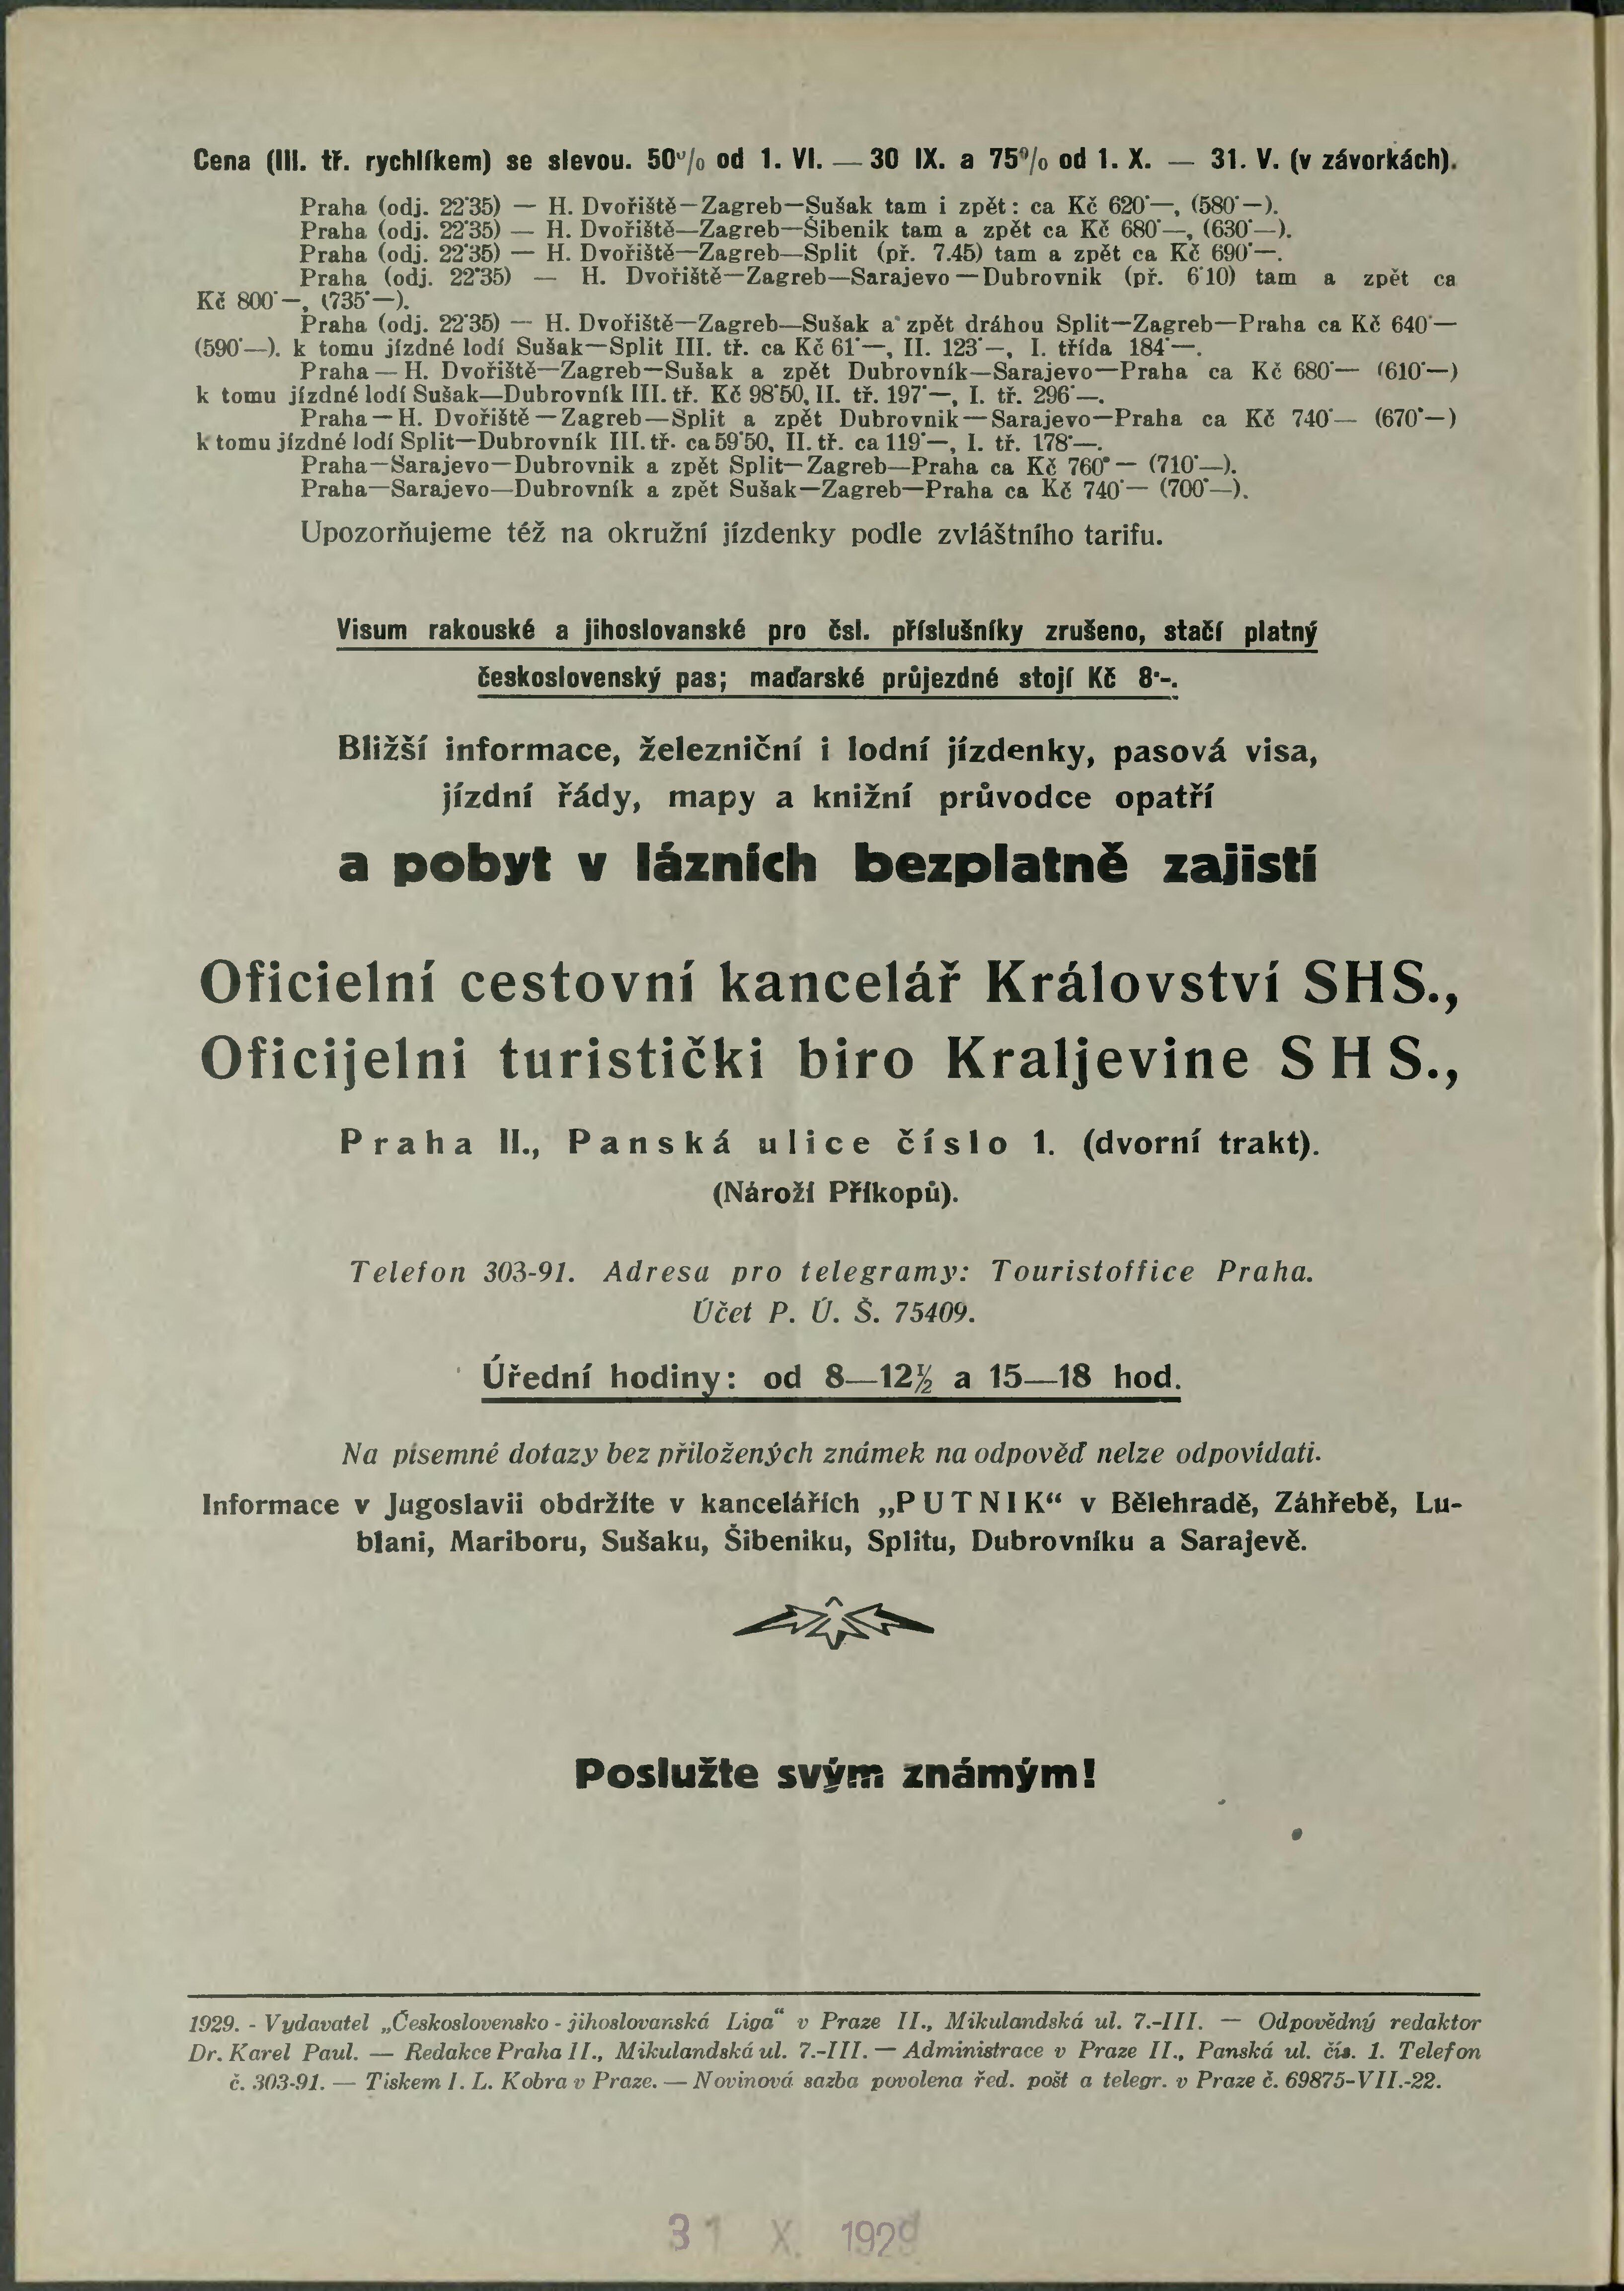 Cena (III. tř. rychlíkem) se slevou. 50% od 1. VI. — 30 IX. a 75% od 1. X. — 31. V. (v závorkách).
Praha (odj. 22˙35) — H. Dvořiště—Zagreb—Sušak tam i zpět: ca Kč 620˙—, (580˙—).
Praha (odj. 22˙35) — H. Dvořiště—Zagreb—Šibenik tam a zpět ca Kč 680˙—, (630˙—).
Praha (odj. 22˙35) — H. Dvořiště—Zagreb—Split (př. 7.45) tam a zpět ca Kč 690˙—.
Praha (odj. 22˙35) — H. Dvořiště—Zagreb—Sarajevo—Dubrovnik (př. 6˙10) tam a zpět ca
Kč 800˙—, (735˙—).
Praha (odj. 22˙35) — H. Dvořiště—Zagreb—Sušak a zpět dráhou Split—Zagreb—Praha ca Kč 640˙—
(590˙—). k tomu jízdné lodí Sušak—Split III. tř. ca Kč 61˙—, II. 123˙—, I. třída 184˙—.
Praha — H. Dvořiště—Zagreb—Sušak a zpět Dubrovník—Sarajevo—Praha ca Kč 680˙— (610˙—)
k tomu jízdné lodí Sušak—Dubrovník III. tř. Kč 98˙50, II. tř. 197˙—, I. tř. 296˙—.
Praha — H. Dvořiště — Zagreb — Split a zpět Dubrovnik — Sarajevo—Praha ca Kč 740˙— (670˙—)
k tomu jízdné lodí Split—Dubrovník III. tř. ca 59˙50, II. tř. ca 119˙—, I. tř. 178˙—.
Praha—Sarajevo—Dubrovnik a zpět Split—Zagreb—Praha ca Kč 760˙— (710˙—).
Praha—Sarajevo—Dubrovník a zpět Sušak—Zagreb—Praha ca Kč 740˙— (700˙—).
Upozorňujeme též na okružní jízdenky podle zvláštního tarifu.
Visum rakouské a jihoslovanské pro čsl. příslušníky zrušeno, stačí platný
československý pas; maďarské průjezdné stojí Kč 8˙-.
Bližší informace, železniční i lodní jízdenky, pasová visa,
jízdní řády, mapy a knižní průvodce opatří
a pobyt v lázních bezplatně zajistí
Oficielní cestovní kancelář Království SHS.,
Oficijelni turistički biro Kraljevine SHS.,
Praha II., Panská ulice číslo 1. (dvorní trakt).
(Nároží Příkopů).
Telefon 303-91. Adresa pro telegramy: Touristoffice Praha.
Účet P. Ú. Š. 75409.
Úřední hodiny: od 8—12½ a 15—18 hod.
Na písemné dotazy bez přiložených známek na odpověď nelze odpovídati.
Informace v Jugoslavii obdržíte v kancelářích „PUTNIK“ v Bělehradě, Záhřebě, Lu-
blani, Mariboru, Sušaku, Šibeniku, Splitu, Dubrovníku a Sarajevě.
Poslužte svým známým!
1929. - Vydavatel „Československo - jihoslovanská Liga“ v Praze II., Mikulandská ul. 7.-III. — Odpovědný redaktor
Dr. Karel Paul. — Redakce Praha II., Mikulandská ul. 7.-III. — Administrace v Praze II., Panská ul. čís. 1. Telefon
č. 303-91. — Tiskem I. L. Kobra v Praze. — Novinová sazba povolena řed. pošt a telegr. v Praze č. 69875-VII.-22.
31 X. 1929